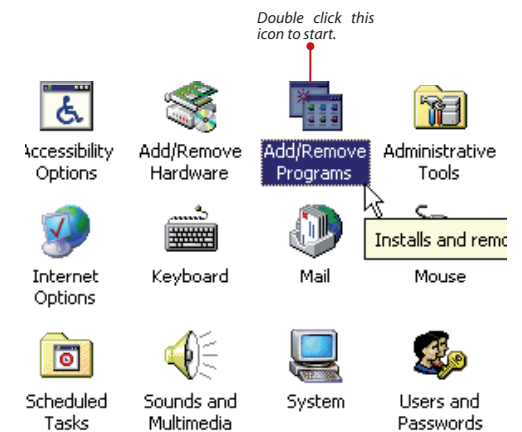 Double click this
icon to start.
Accessibility
Options
Add/Remove
Hardware
Add/Remove
Programs
Administrative
Tools
Installs and remo
Internet
Options
Keyboard
Mail
Mouse
Scheduled
Tasks
Sounds and
Multimedia
System
Users and
Passwords